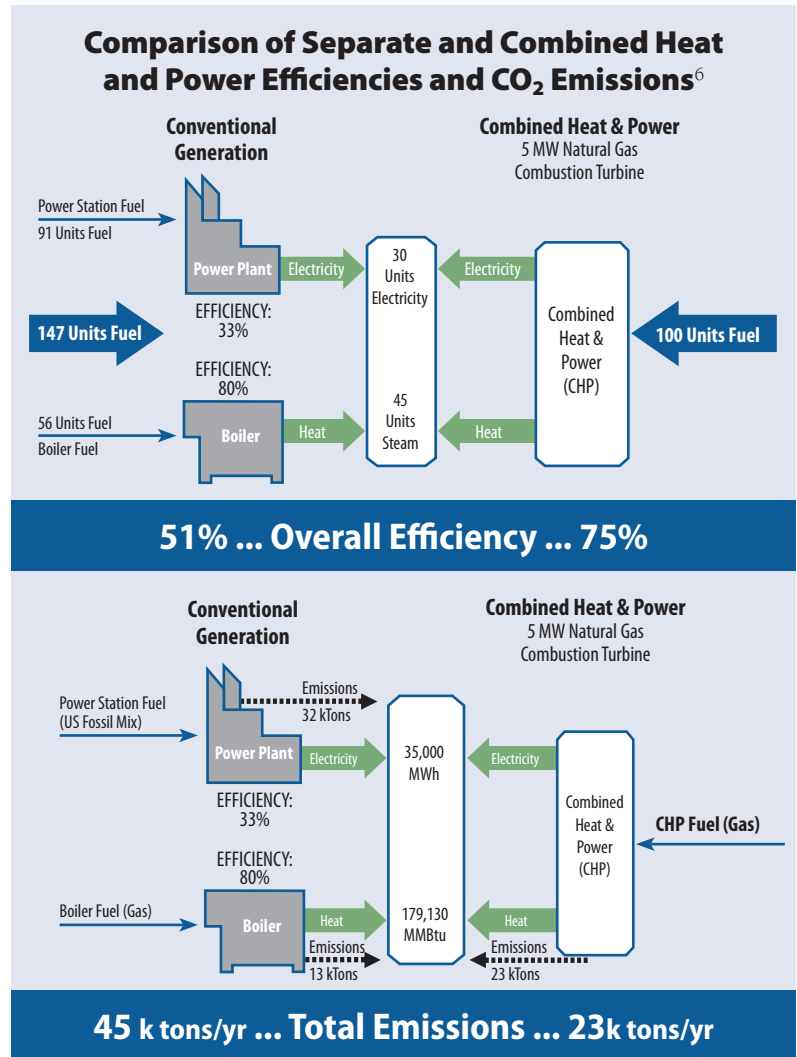 Comparison of Separate and Combined Heat
and Power Efficiencies and CO₂ Emissions⁶
Conventional
Generation
Combined Heat & Power
5 MW Natural Gas
Combustion Turbine
Power Station Fuel
91 Units Fuel
Power Plant
Electricity
30
Units
Electricity
Electricity
EFFICIENCY:
33%
147 Units Fuel
Combined
Heat &
Power
(CHP)
100 Units Fuel
EFFICIENCY:
80%
56 Units Fuel
Boiler Fuel
Boiler
Heat
45
Units
Steam
Heat
51% ... Overall Efficiency ... 75%
Conventional
Generation
Combined Heat & Power
5 MW Natural Gas
Combustion Turbine
Power Station Fuel
(US Fossil Mix)
Emissions
32 kTons
Power Plant
Electricity
35,000
MWh
Electricity
EFFICIENCY:
33%
Combined
Heat &
Power
(CHP)
CHP Fuel (Gas)
EFFICIENCY:
80%
Boiler Fuel (Gas)
Boiler
Heat
179,130
MMBtu
Heat
Emissions
13 kTons
Emissions
23 kTons
45 k tons/yr ... Total Emissions ... 23k tons/yr